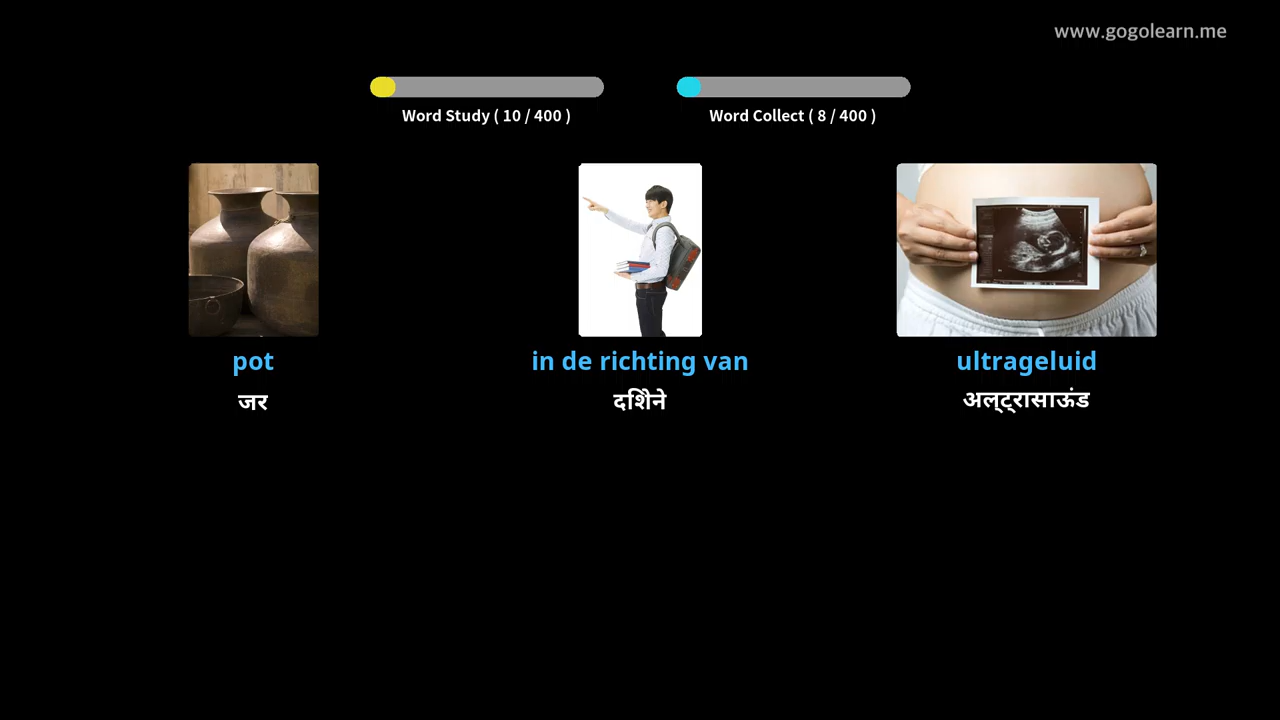 www.gogolearn.me
Word Study ( 10 / 400 )
Word Collect ( 8 / 400 )
pot
in de richting van
ultrageluid
जर
दिशेने
अल्ट्रासाऊंड